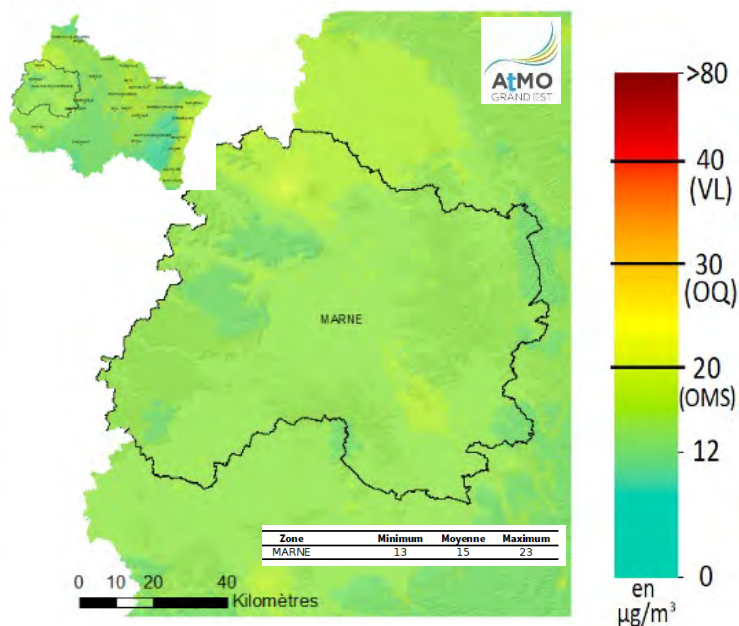 AtMO
GRAND EST
MARNE
Zone Minimum Moyenne Maximum
MARNE 13 15 23
0 10 20 40
Kilomètres
>80
40
(VL)
30
(OQ)
20
(OMS)
12
0
en
µg/m³